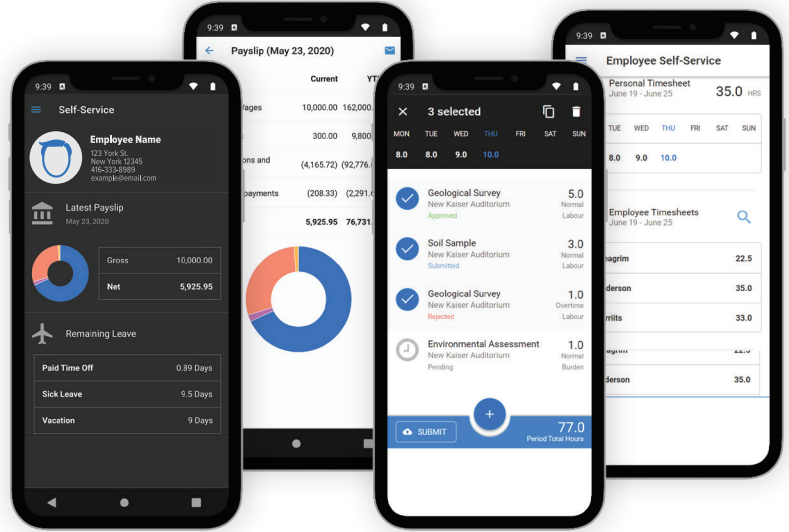 9:39
Self-Service
Employee Name
123 York St.
New York 12345
416-333-8989
example@email.com
Latest Payslip
May 23, 2020
Gross 10,000.00
Net 5,925.95
Remaining Leave
Paid Time Off 0.89 Days
Sick Leave 9.5 Days
Vacation 9 Days
9:39
Payslip (May 23, 2020)
Current
10,000.00 162,000.
300.00 9,800
and
(4,165.72) (92,776.
(208.33)
5,925.95 76,731.
9:39
3 selected
MON TUE WED THU FRI SAT SUN
8.0 8.0 9.0 10.0
Geological Survey 5.0
New Kaiser Auditorium Normal
Approved Labour
Soil Sample 3.0
New Kaiser Auditorium Normal
Submitted Labour
Geological Survey 1.0
New Kaiser Auditorium Overtime
Rejected Labour
Environmental Assessment 1.0
New Kaiser Auditorium Normal
Pending Burden
+
SUBMIT 77.0
Period Total Hours
9:39
Employee Self-Service
Personal Timesheet 35.0 HRS
June 19 - June 25
TUE WED THU FRI SAT SUN
8.0 9.0 10.0
Employee Timesheets
June 19 - June 25
22.5
35.0
33.0
35.0